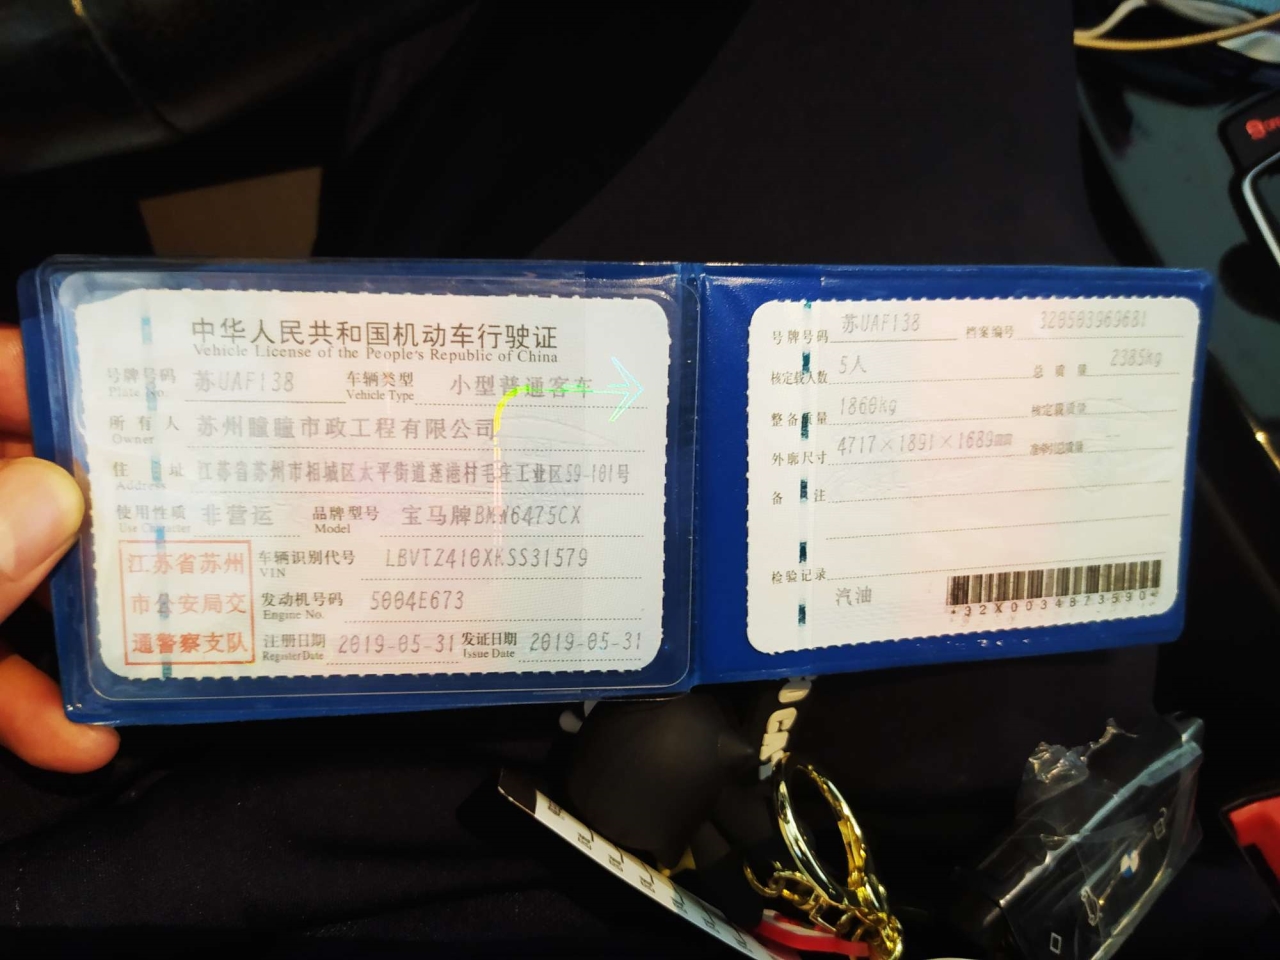 中华人民共和国机动车行驶证
Vehicle License of the People's Republic of China
号牌号码 苏UAF138 车辆类型 小型普通客车
Plate No. Vehicle Type
所有人 苏州瞳瞳市政工程有限公司
Owner
住址 江苏省苏州市相城区太平街道莲港村毛庄工业区59-101号
Address
使用性质 非营运 品牌型号 宝马牌BMW6475CX
Use Character Model
江苏省苏州
市公安局交
通警察支队
车辆识别代号 LBVTZ410XKSS31579
VIN
发动机号码 5004E673
Engine No.
注册日期 2019-05-31 发证日期 2019-05-31
Register Date Issue Date
号牌号码 苏UAF138 档案编号 320503969681
核定载人数 5人 总质量 2385kg
整备质量 1860kg 核定载质量
外廓尺寸 4717×1891×1689mm 准牵引总质量
备注
检验记录
汽油
*32X0034873590*